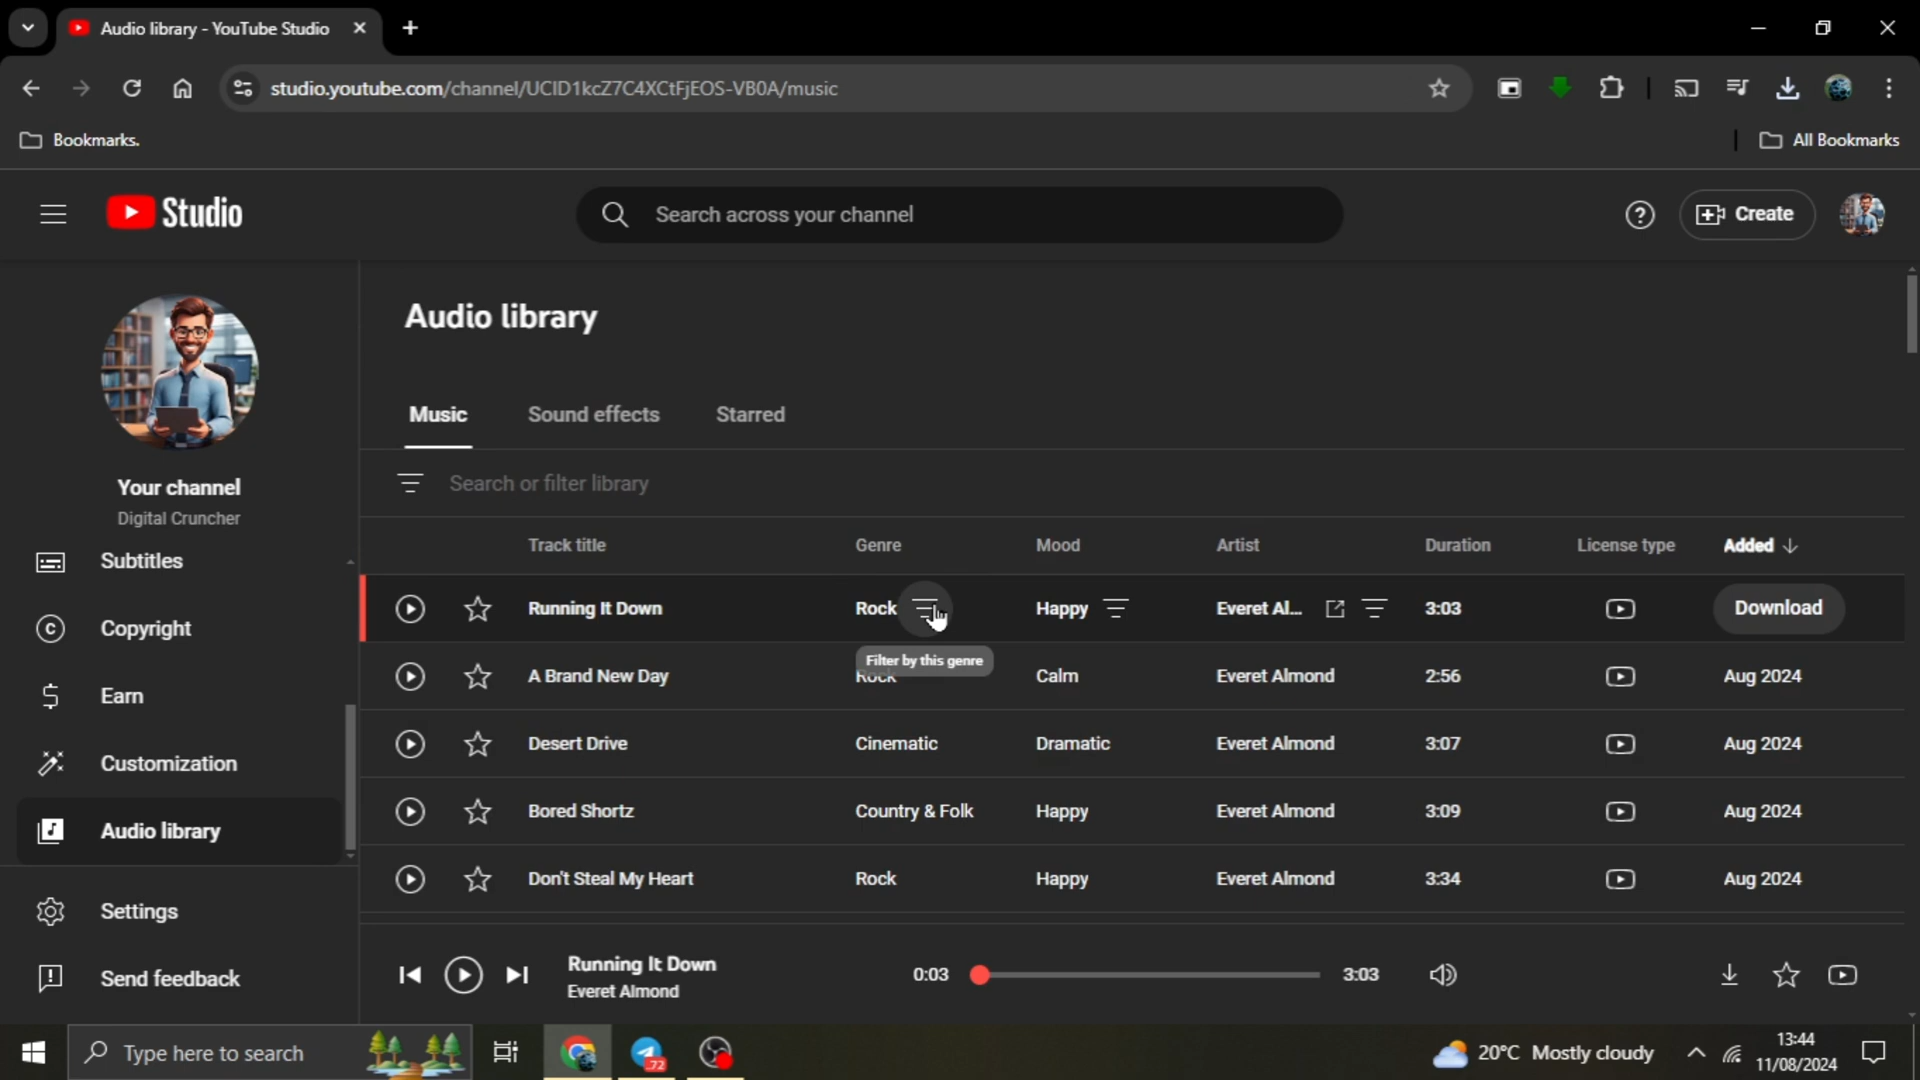 Audio library - YouTube Studio
studio.youtube.com/channel/UCID1kcZ7C4XCtFjEOS-VB0A/music
Bookmarks.
All Bookmarks
Studio
Search across your channel
Create
Your channel
Digital Cruncher
Subtitles
Copyright
Earn
Customization
Audio library
Settings
Send feedback
Audio library
Music Sound effects Starred
Search or filter library
Track title Genre Mood Artist Duration License type Added
Running It Down Rock Happy Everet Al... 3:03 Download
Filter by this genre
A Brand New Day Rock Calm Everet Almond 2:56 Aug 2024
Desert Drive Cinematic Dramatic Everet Almond 3:07 Aug 2024
Bored Shortz Country & Folk Happy Everet Almond 3:09 Aug 2024
Don't Steal My Heart Rock Happy Everet Almond 3:34 Aug 2024
Running It Down
Everet Almond
0:03 3:03
Type here to search
72
20°C Mostly cloudy
13:44
11/08/2024